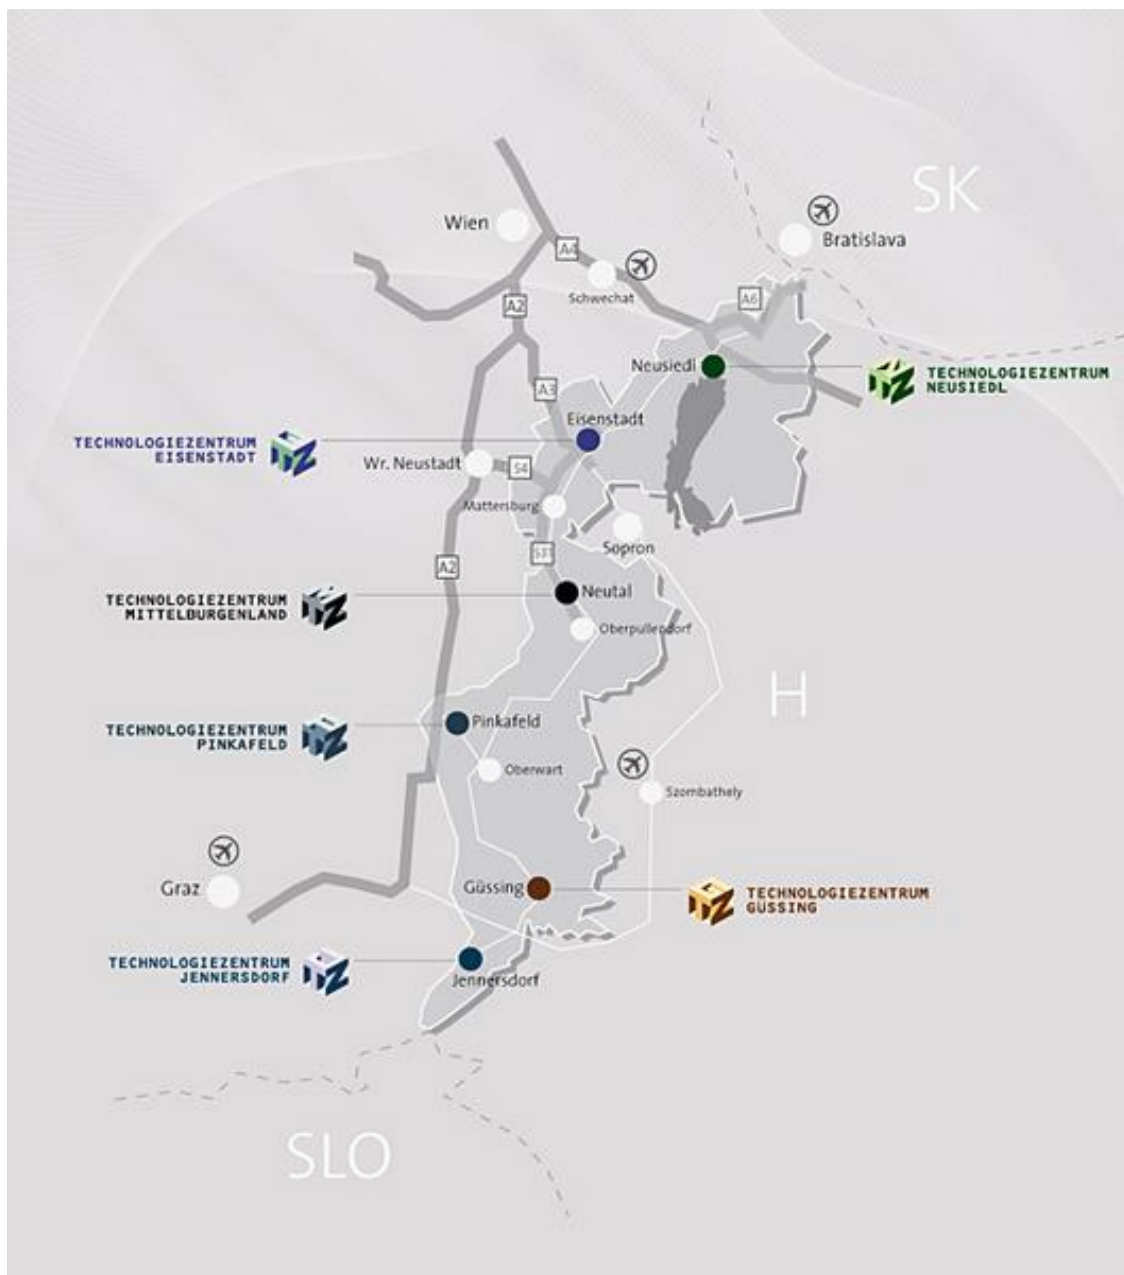 SK
Wien
Bratislava
A4
Schwechat
A6
A2
Neusiedl
TECHNOLOGIEZENTRUM
NEUSIEDL
A3
Eisenstadt
TECHNOLOGIEZENTRUM
EISENSTADT
Wr. Neustadt
S4
Mattersburg
Sopron
S31
A2
Neutal
TECHNOLOGIEZENTRUM
MITTELBURGENLAND
Oberpullendorf
H
Pinkafeld
TECHNOLOGIEZENTRUM
PINKAFELD
Oberwart
Szombathely
Graz
Güssing
TECHNOLOGIEZENTRUM
GÜSSING
TECHNOLOGIEZENTRUM
JENNERSDORF
Jennersdorf
SLO